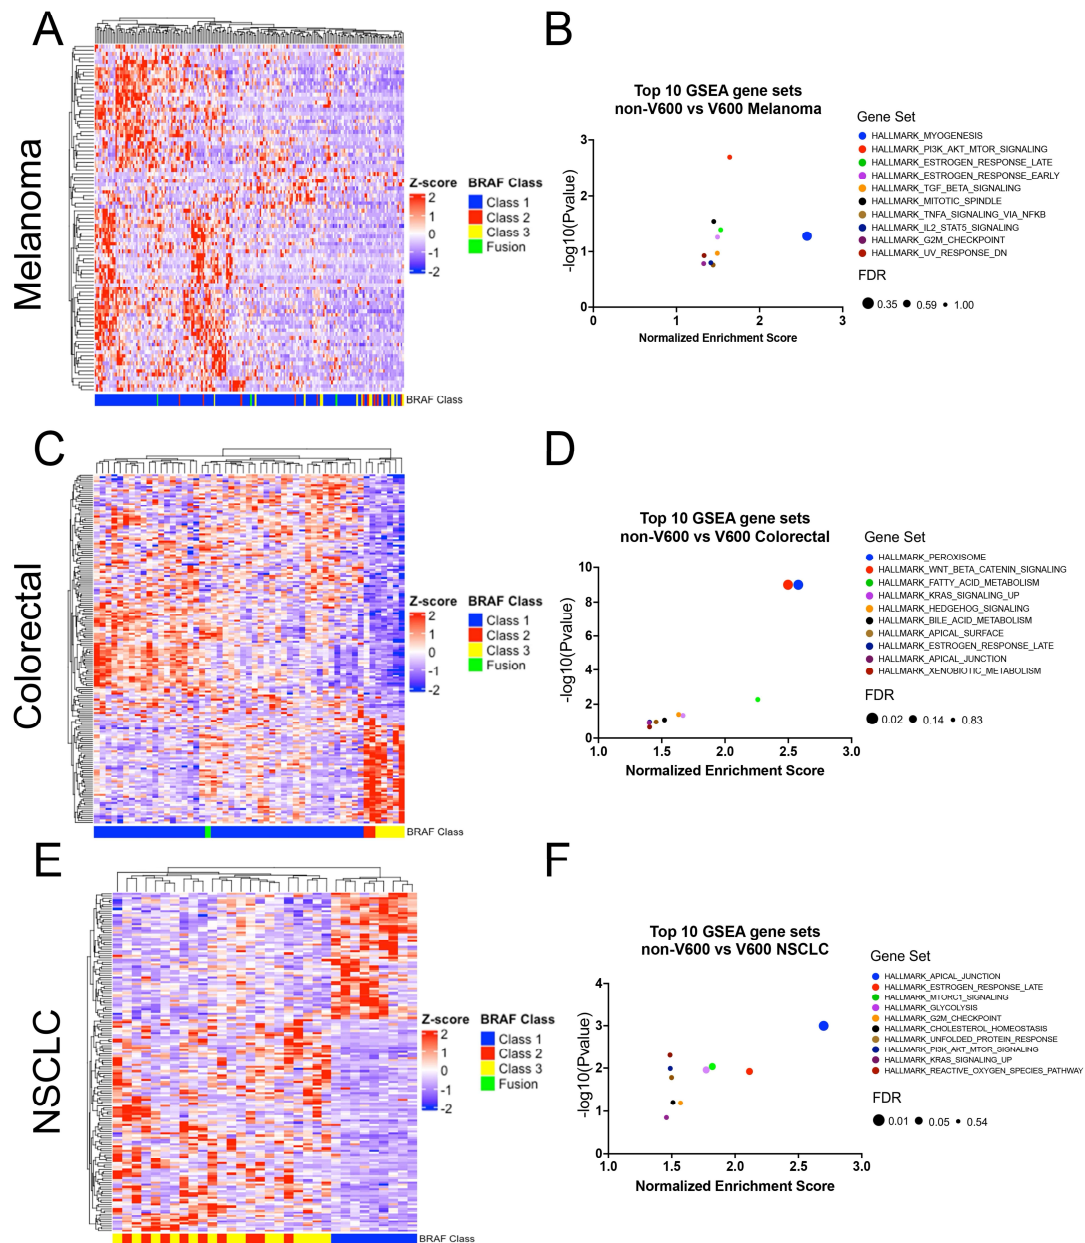 A
Melanoma
Z-score
2
1
0
-1
-2
BRAF Class
Class 1
Class 2
Class 3
Fusion
BRAF Class
B
Top 10 GSEA gene sets
non-V600 vs V600 Melanoma
-log10(Pvalue)
3
2
1
0
0 1 2 3
Normalized Enrichment Score
Gene Set
HALLMARK_MYOGENESIS
HALLMARK_PI3K_AKT_MTOR_SIGNALING
HALLMARK_ESTROGEN_RESPONSE_LATE
HALLMARK_ESTROGEN_RESPONSE_EARLY
HALLMARK_TGF_BETA_SIGNALING
HALLMARK_MITOTIC_SPINDLE
HALLMARK_TNFA_SIGNALING_VIA_NFKB
HALLMARK_IL2_STAT5_SIGNALING
HALLMARK_G2M_CHECKPOINT
HALLMARK_UV_RESPONSE_DN
FDR
0.35 0.59 1.00
C
Colorectal
Z-score
2
1
0
-1
-2
BRAF Class
Class 1
Class 2
Class 3
Fusion
BRAF Class
D
Top 10 GSEA gene sets
non-V600 vs V600 Colorectal
-log10(Pvalue)
10
8
6
4
2
0
1.0 1.5 2.0 2.5 3.0
Normalized Enrichment Score
Gene Set
HALLMARK_PEROXISOME
HALLMARK_WNT_BETA_CATENIN_SIGNALING
HALLMARK_FATTY_ACID_METABOLISM
HALLMARK_KRAS_SIGNALING_UP
HALLMARK_HEDGEHOG_SIGNALING
HALLMARK_BILE_ACID_METABOLISM
HALLMARK_APICAL_SURFACE
HALLMARK_ESTROGEN_RESPONSE_LATE
HALLMARK_APICAL_JUNCTION
HALLMARK_XENOBIOTIC_METABOLISM
FDR
0.02 0.14 0.83
E
NSCLC
Z-score
2
1
0
-1
-2
BRAF Class
Class 1
Class 2
Class 3
Fusion
BRAF Class
F
Top 10 GSEA gene sets
non-V600 vs V600 NSCLC
-log10(Pvalue)
4
3
2
1
0
1.0 1.5 2.0 2.5 3.0
Normalized Enrichment Score
Gene Set
HALLMARK_APICAL_JUNCTION
HALLMARK_ESTROGEN_RESPONSE_LATE
HALLMARK_MTORC1_SIGNALING
HALLMARK_GLYCOLYSIS
HALLMARK_G2M_CHECKPOINT
HALLMARK_CHOLESTEROL_HOMEOSTASIS
HALLMARK_UNFOLDED_PROTEIN_RESPONSE
HALLMARK_PI3K_AKT_MTOR_SIGNALING
HALLMARK_KRAS_SIGNALING_UP
HALLMARK_REACTIVE_OXYGEN_SPECIES_PATHWAY
FDR
0.01 0.05 0.54